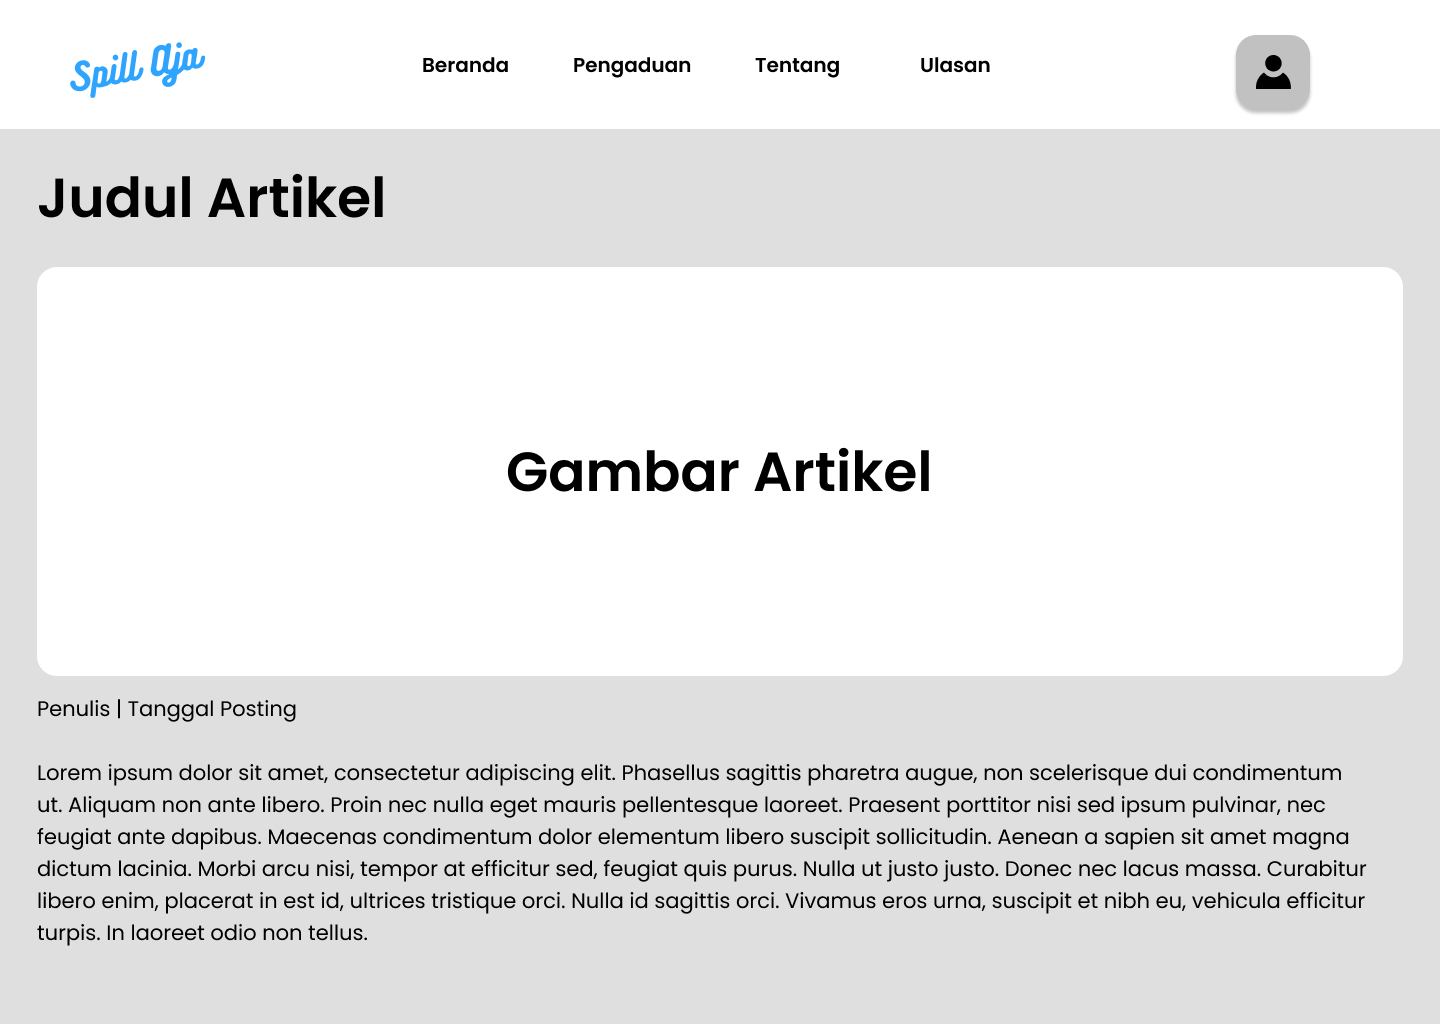 Spill Aja
Beranda
Pengaduan
Tentang
Ulasan
Judul Artikel
Gambar Artikel
Penulis | Tanggal Posting
Lorem ipsum dolor sit amet, consectetur adipiscing elit. Phasellus sagittis pharetra augue, non scelerisque dui condimentum
ut. Aliquam non ante libero. Proin nec nulla eget mauris pellentesque laoreet. Praesent porttitor nisi sed ipsum pulvinar, nec
feugiat ante dapibus. Maecenas condimentum dolor elementum libero suscipit sollicitudin. Aenean a sapien sit amet magna
dictum lacinia. Morbi arcu nisi, tempor at efficitur sed, feugiat quis purus. Nulla ut justo justo. Donec nec lacus massa. Curabitur
libero enim, placerat in est id, ultrices tristique orci. Nulla id sagittis orci. Vivamus eros urna, suscipit et nibh eu, vehicula efficitur
turpis. In laoreet odio non tellus.